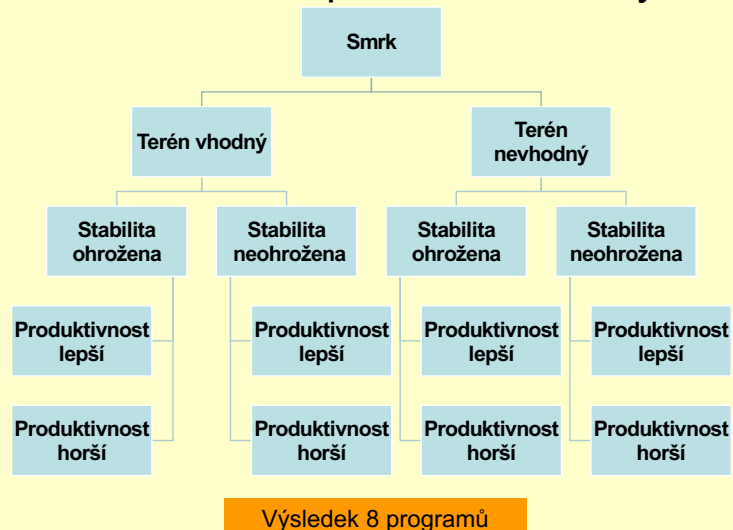 Smrk
Terén vhodný
Terén
nevhodný
Stabilita
ohrožena
Stabilita
neohrožena
Stabilita
ohrožena
Stabilita
neohrožena
Produktivnost
lepší
Produktivnost
lepší
Produktivnost
lepší
Produktivnost
lepší
Produktivnost
horší
Produktivnost
horší
Produktivnost
horší
Produktivnost
horší
Výsledek 8 programů